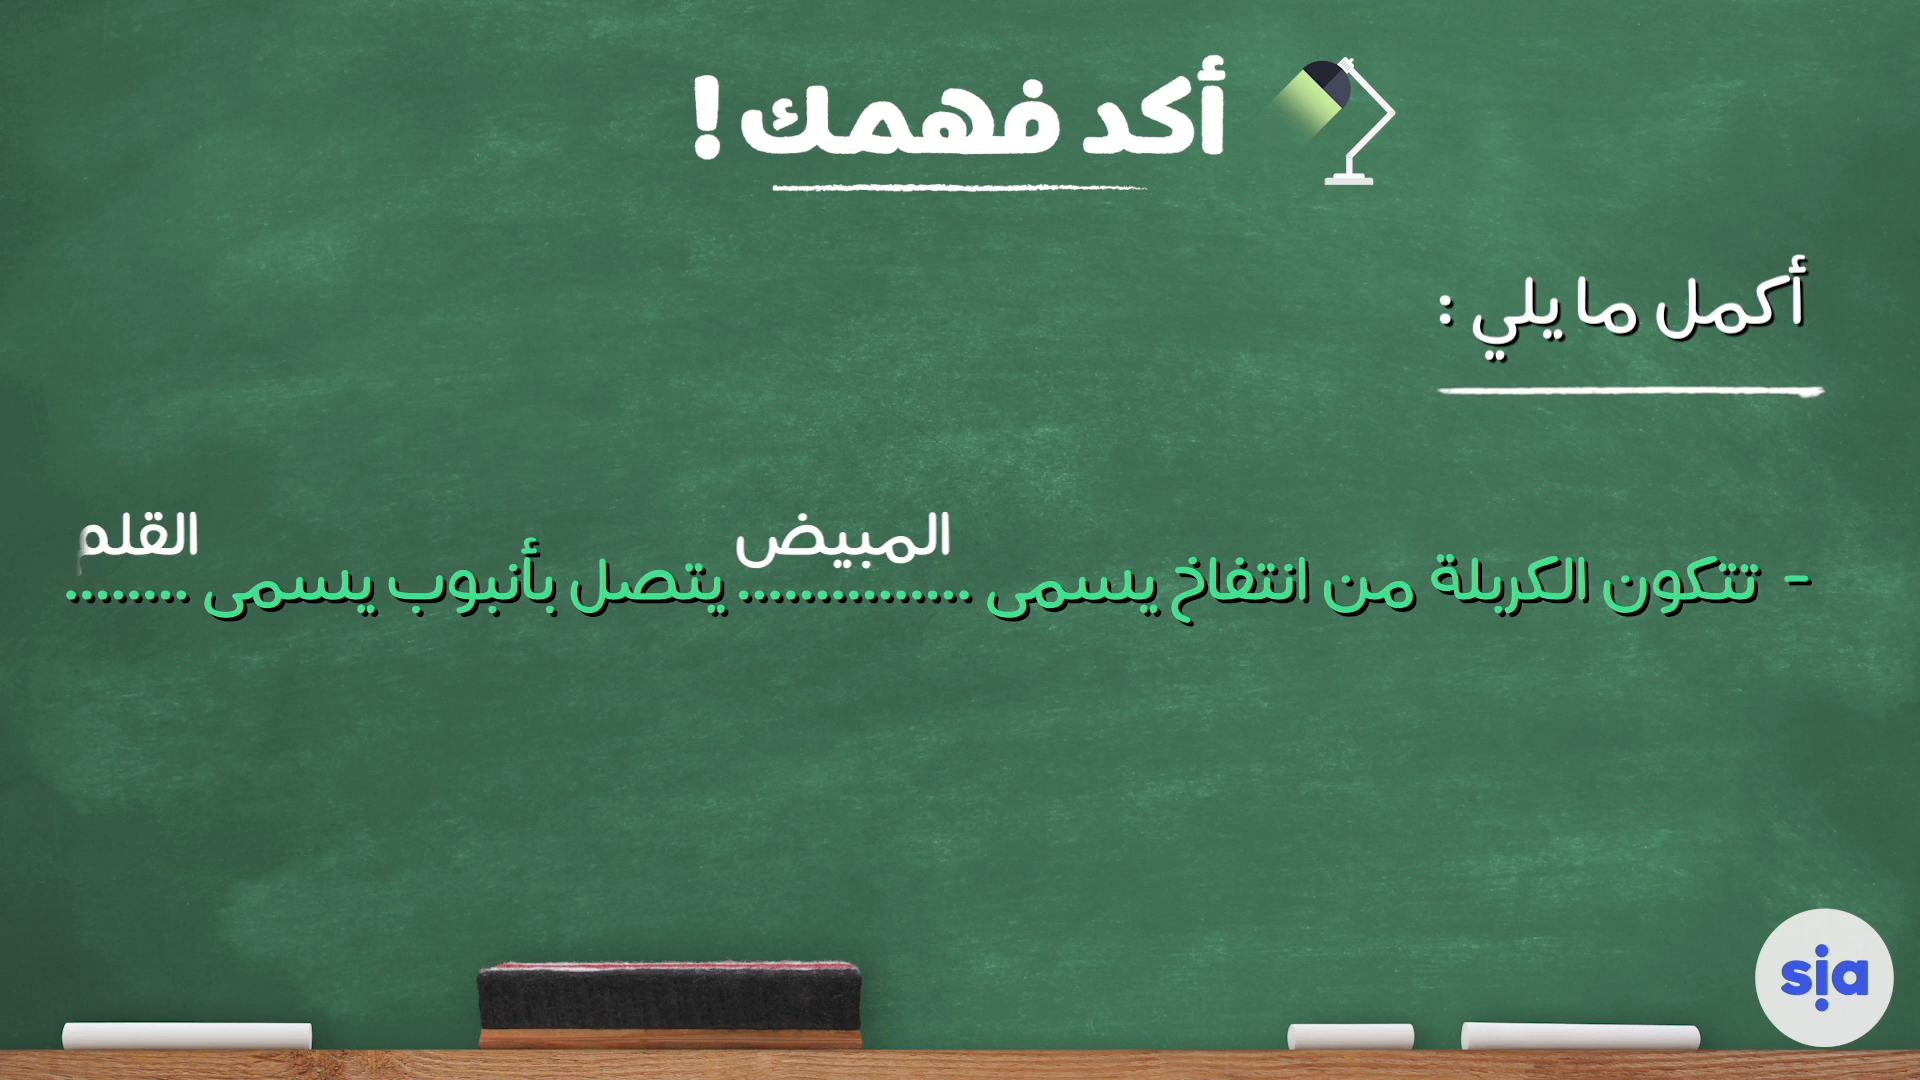 أكد فهمك !
أكمل ما يلي :
المبيض القلم
- تتكون الكربلة من انتفاخ يسمى ............... يتصل بأنبوب يسمى ........
sia